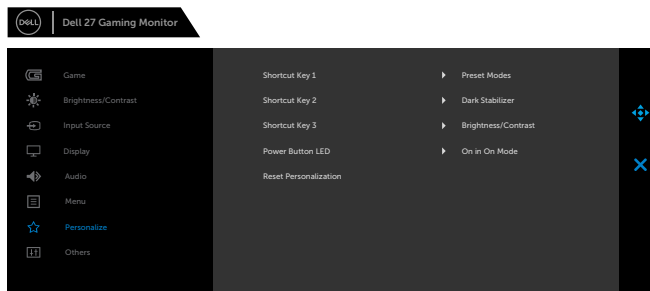 DELL
Dell 27 Gaming Monitor
Game
Brightness/Contrast
Input Source
Display
Audio
Menu
Personalize
Others
Shortcut Key 1 Preset Modes
Shortcut Key 2 Dark Stabilizer
Shortcut Key 3 Brightness/Contrast
Power Button LED On in On Mode
Reset Personalization